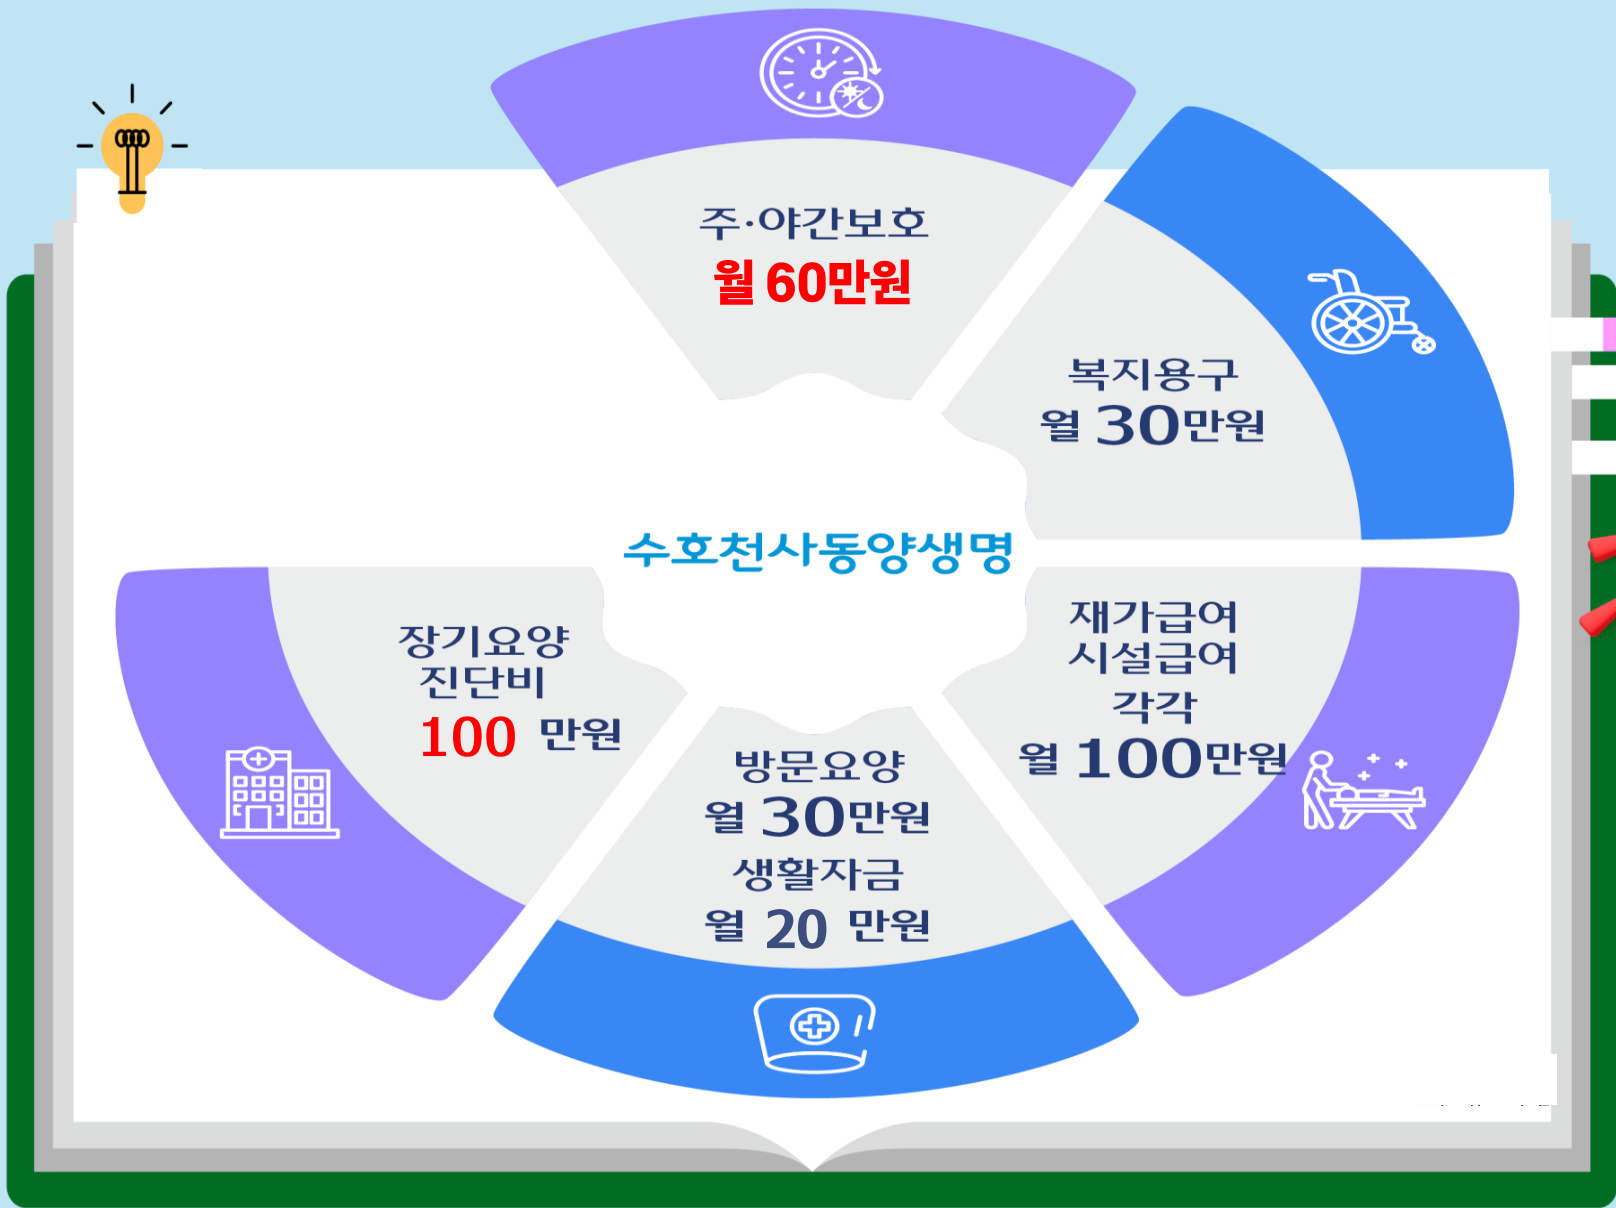 주·야간보호
월 60만원
복지용구
월 30만원
수호천사동양생명
재가급여
시설급여
각각
월 100만원
방문요양
월 30만원
생활자금
월 20 만원
장기요양
진단비
100 만원